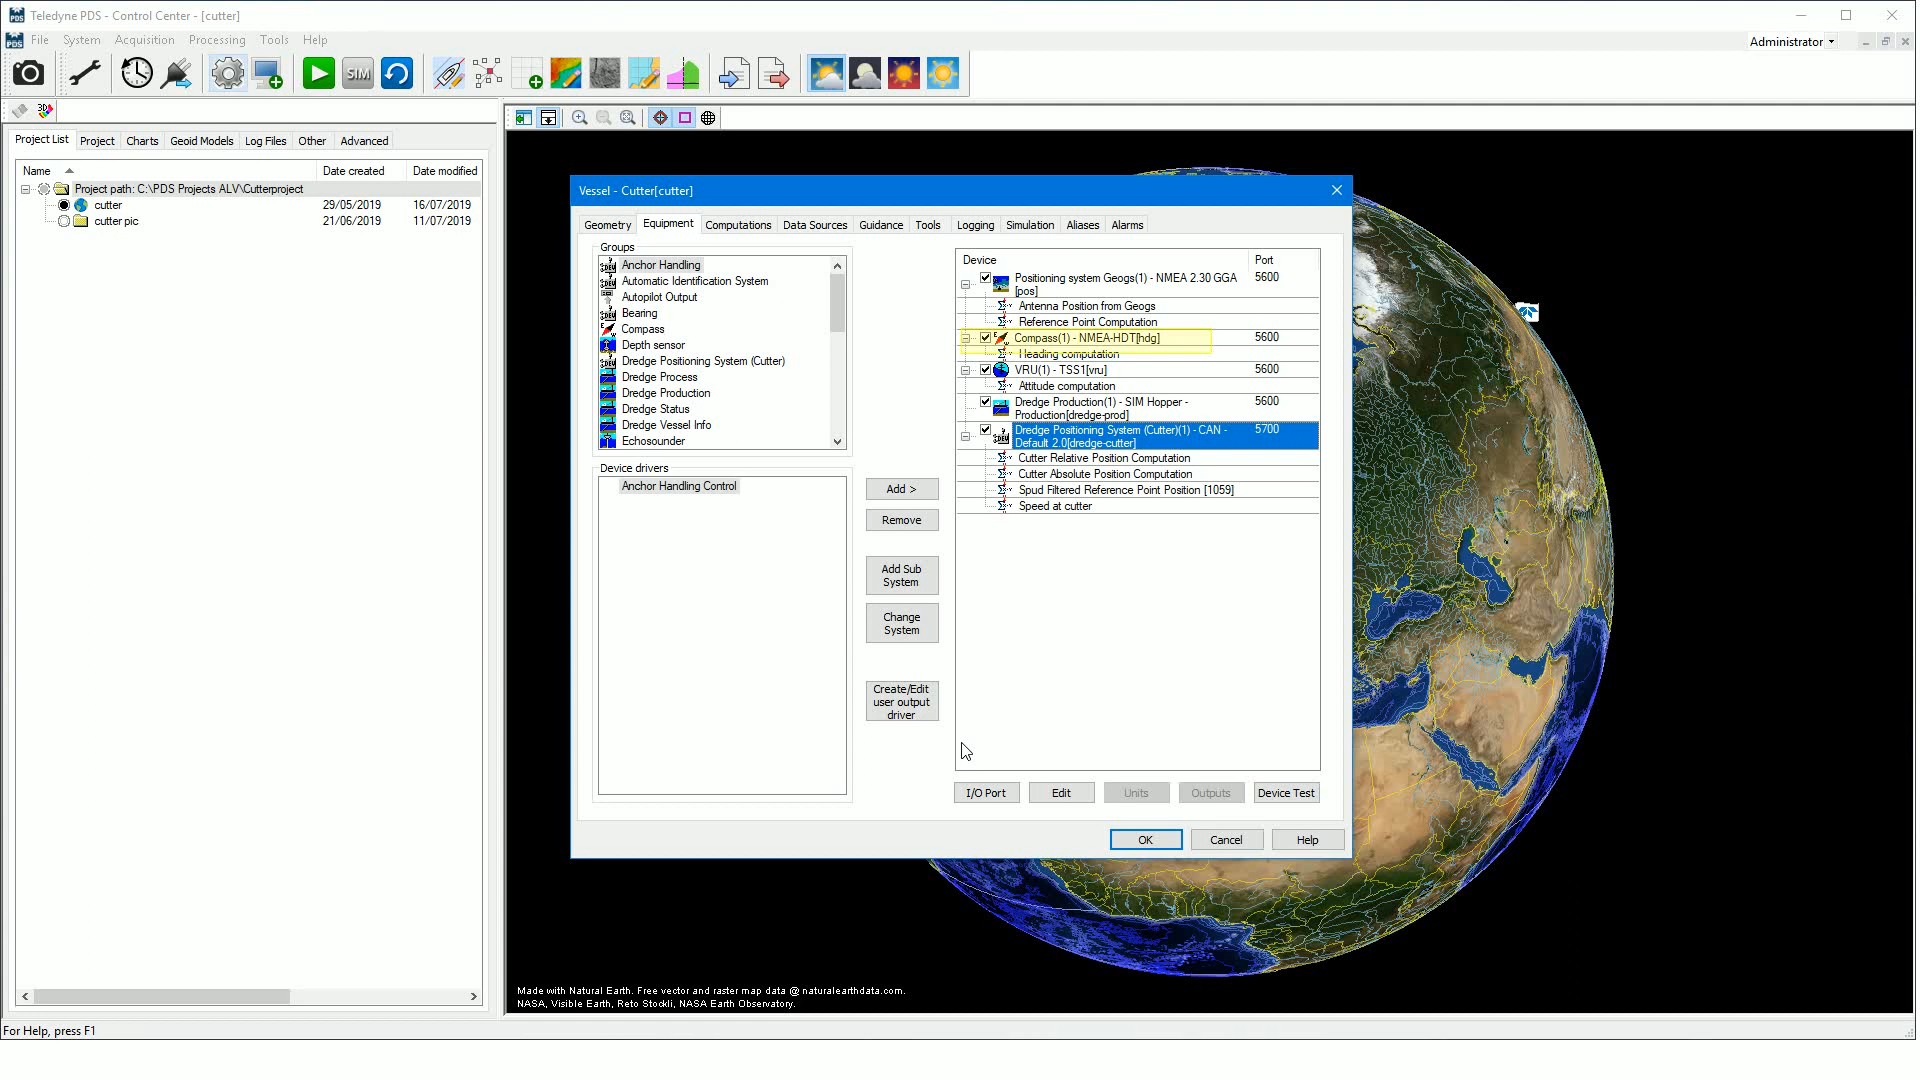 Teledyne PDS - Control Center - [cutter]
File System Acquisition Processing Tools Help
Administrator
SIM
3D
Project List Project Charts Geoid Models Log Files Other Advanced
Name Date created Date modified
Project path: C:\PDS Projects ALV\Cutterproject
cutter 29/05/2019 16/07/2019
cutter pic 21/06/2019 11/07/2019
Vessel - Cutter[cutter]
Geometry Equipment Computations Data Sources Guidance Tools Logging Simulation Aliases Alarms
Groups
Anchor Handling
Automatic Identification System
Autopilot Output
Bearing
Compass
Depth sensor
Dredge Positioning System (Cutter)
Dredge Process
Dredge Production
Dredge Status
Dredge Vessel Info
Echosounder
Device drivers
Anchor Handling Control
Add >
Remove
Add Sub
System
Change
System
Create/Edit
user output
driver
Device Port
Positioning system Geogs(1) - NMEA 2.30 GGA 5600
[pos]
Antenna Position from Geogs
Reference Point Computation
Compass(1) - NMEA-HDT[hdg] 5600
Heading computation
VRU(1) - TSS1[vru] 5600
Attitude computation
Dredge Production(1) - SIM Hopper - 5600
Production[dredge-prod]
Dredge Positioning System (Cutter)(1) - CAN - 5700
Default 2.0[dredge-cutter]
Cutter Relative Position Computation
Cutter Absolute Position Computation
Spud Filtered Reference Point Position [1059]
Speed at cutter
I/O Port Edit Units Outputs Device Test
OK Cancel Help
Made with Natural Earth. Free vector and raster map data @ naturalearthdata.com.
NASA, Visible Earth, Reto Stockli, NASA Earth Observatory.
For Help, press F1